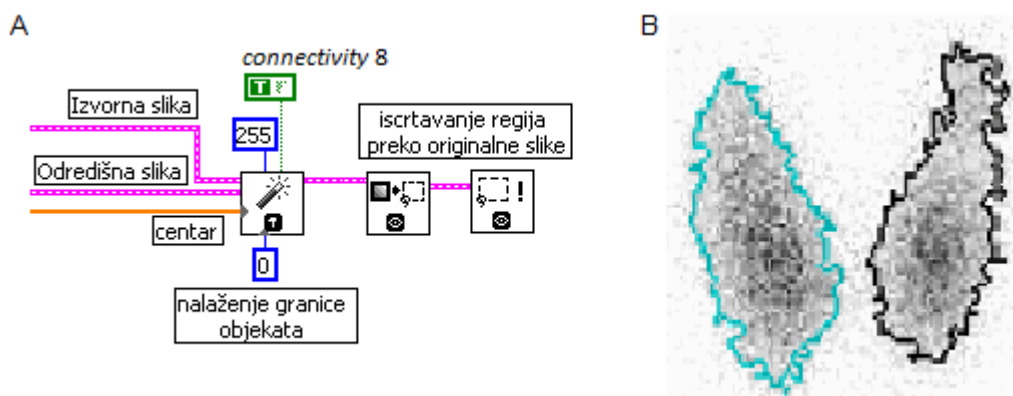 A
B
connectivity 8
T
Izvorna slika
255
iscrtavanje regija
preko originalne slike
Odredišna slika
!
T
centar
0
nalaženje granice
objekata